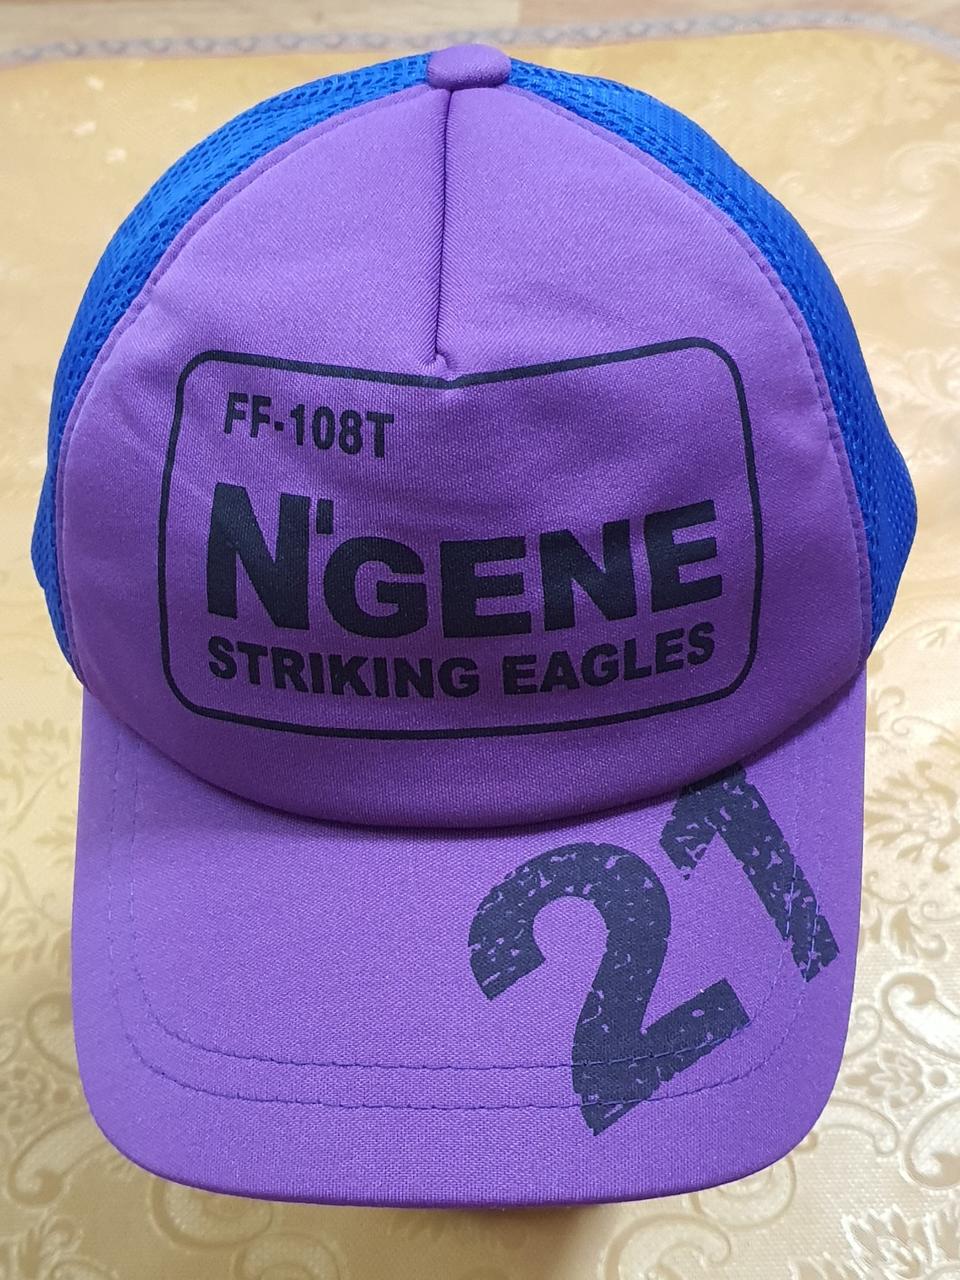 FF-108T
N'GENE
STRIKING EAGLES
21